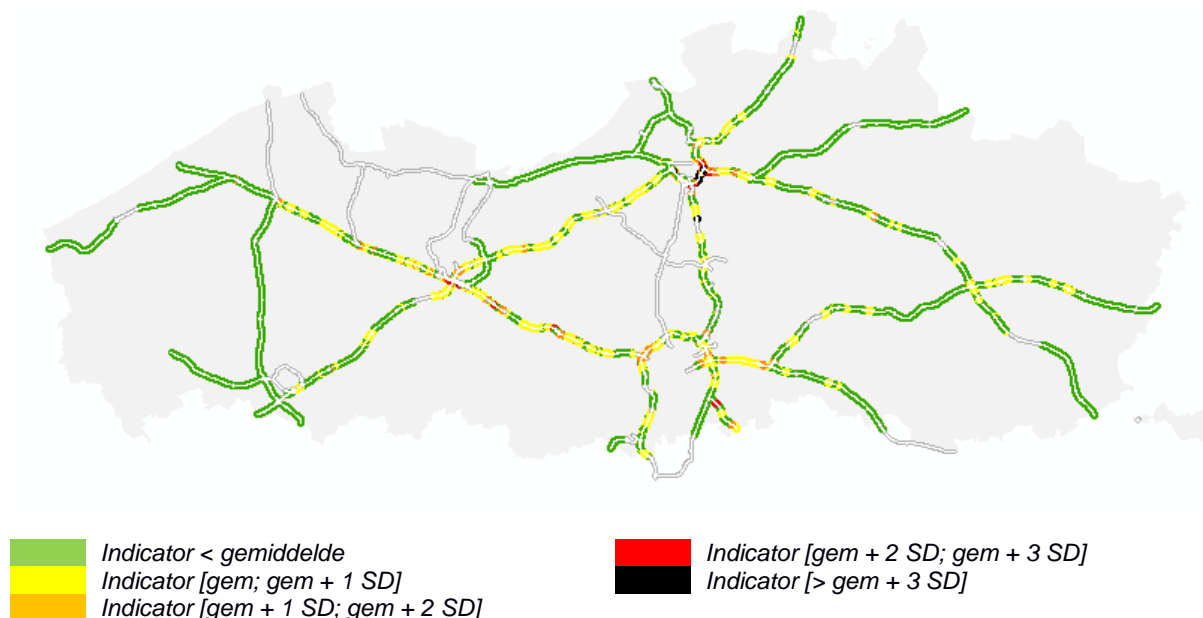 Indicator < gemiddelde
Indicator [gem; gem + 1 SD]
Indicator [gem + 1 SD; gem + 2 SD]
Indicator [gem + 2 SD; gem + 3 SD]
Indicator [> gem + 3 SD]